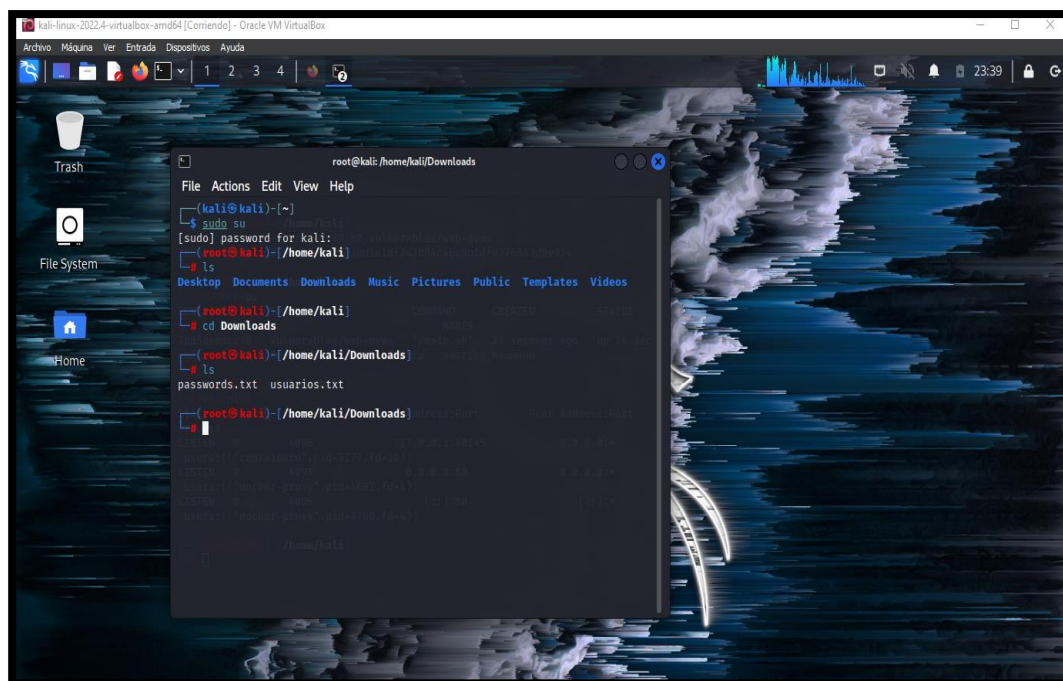 kali-linux-2022.4-virtualbox-amd64 [Corriendo] - Oracle VM VirtualBox
Archivo Máquina Ver Entrada Dispositivos Ayuda
1 2 3 4 23:39
Trash
File System
Home
root@kali: /home/kali/Downloads
File Actions Edit View Help
┌──(kali㉿kali)-[~]
└─$ sudo su
[sudo] password for kali:
┌──(root㉿kali)-[/home/kali]
└─# ls
Desktop Documents Downloads Music Pictures Public Templates Videos
┌──(root㉿kali)-[/home/kali]
└─# cd Downloads
┌──(root㉿kali)-[/home/kali/Downloads]
└─# ls
passwords.txt usuarios.txt
┌──(root㉿kali)-[/home/kali/Downloads]
└─#